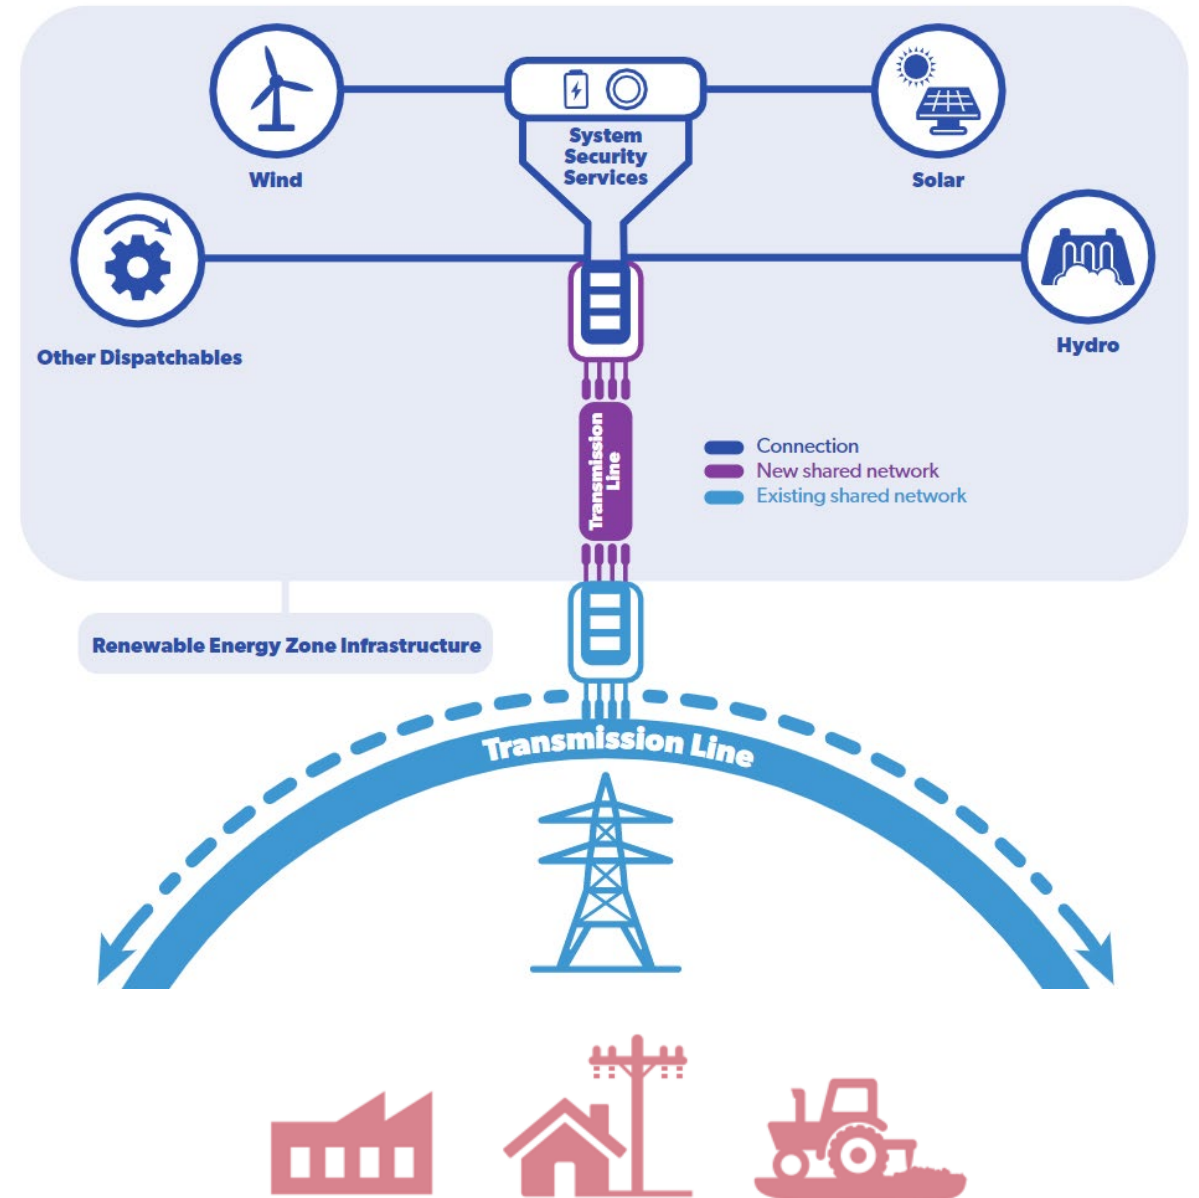 System
Security
Services
Wind
Solar
Other Dispatchables
Hydro
Transmission
Line
Connection
New shared network
Existing shared network
Renewable Energy Zone Infrastructure
Transmission Line